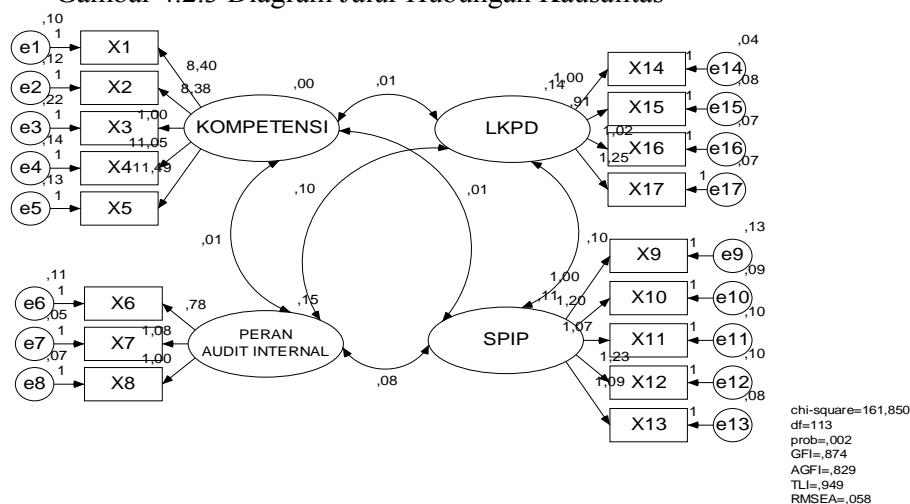 Gambar 4.2.3 Diagram Jalur Hubungan Kausalitas
,10
e1 1 X1
,12
e2 1 X2
,22
e3 1 X3
,14
e4 1 X4
,13
e5 1 X5
8,40
8,38
1,00
11,05
11,49
,00
KOMPETENSI
,01
,14
LKPD
1,00
,91
1,02
1,25
,04
X14 1 e14
,08
X15 1 e15
,07
X16 1 e16
,07
X17 1 e17
,10
,01
,01
,10
,11
e6 1 X6
,05
e7 1 X7
,07
e8 1 X8
,78
1,08
1,00
,15
PERAN
AUDIT INTERNAL
,08
,11
SPIP
1,00
1,20
1,07
1,23
1,09
,13
X9 1 e9
,09
X10 1 e10
,10
X11 1 e11
,10
X12 1 e12
,08
X13 1 e13
chi-square=161,850
df=113
prob=,002
GFI=,874
AGFI=,829
TLI=,949
RMSEA=,058